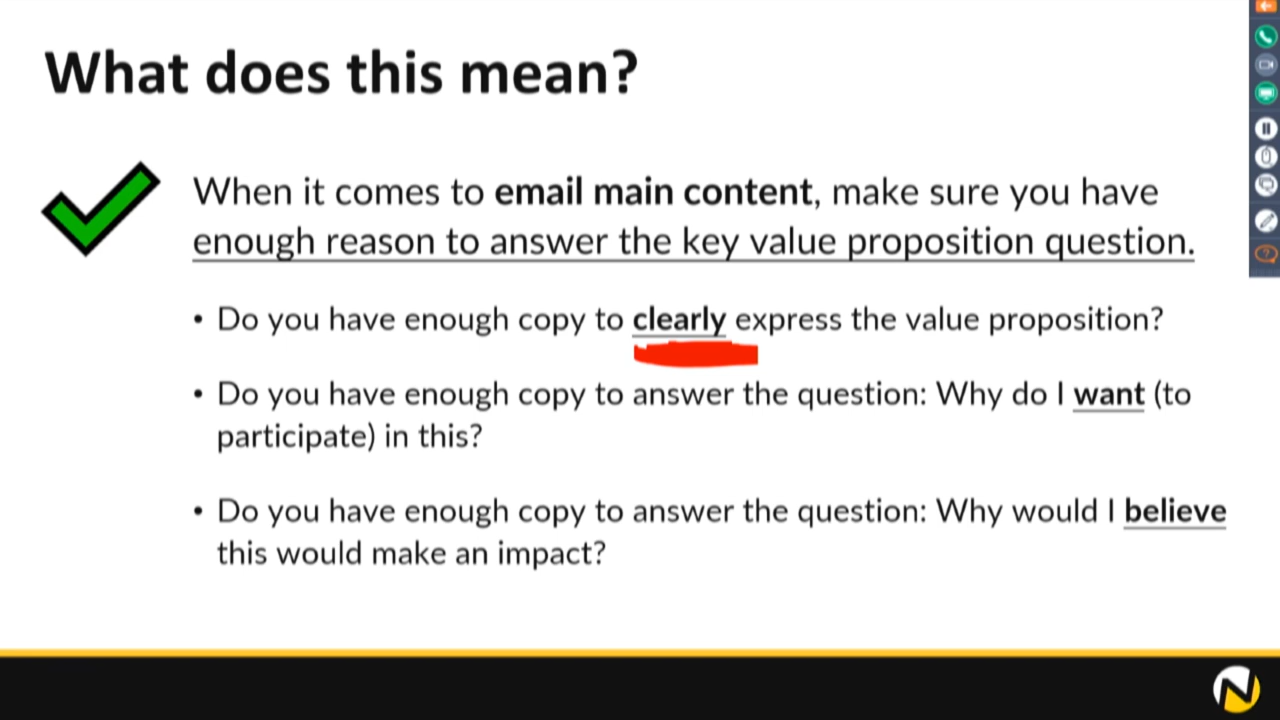 What does this mean?
When it comes to email main content, make sure you have
enough reason to answer the key value proposition question.
• Do you have enough copy to clearly express the value proposition?
• Do you have enough copy to answer the question: Why do I want (to
participate) in this?
• Do you have enough copy to answer the question: Why would I believe
this would make an impact?